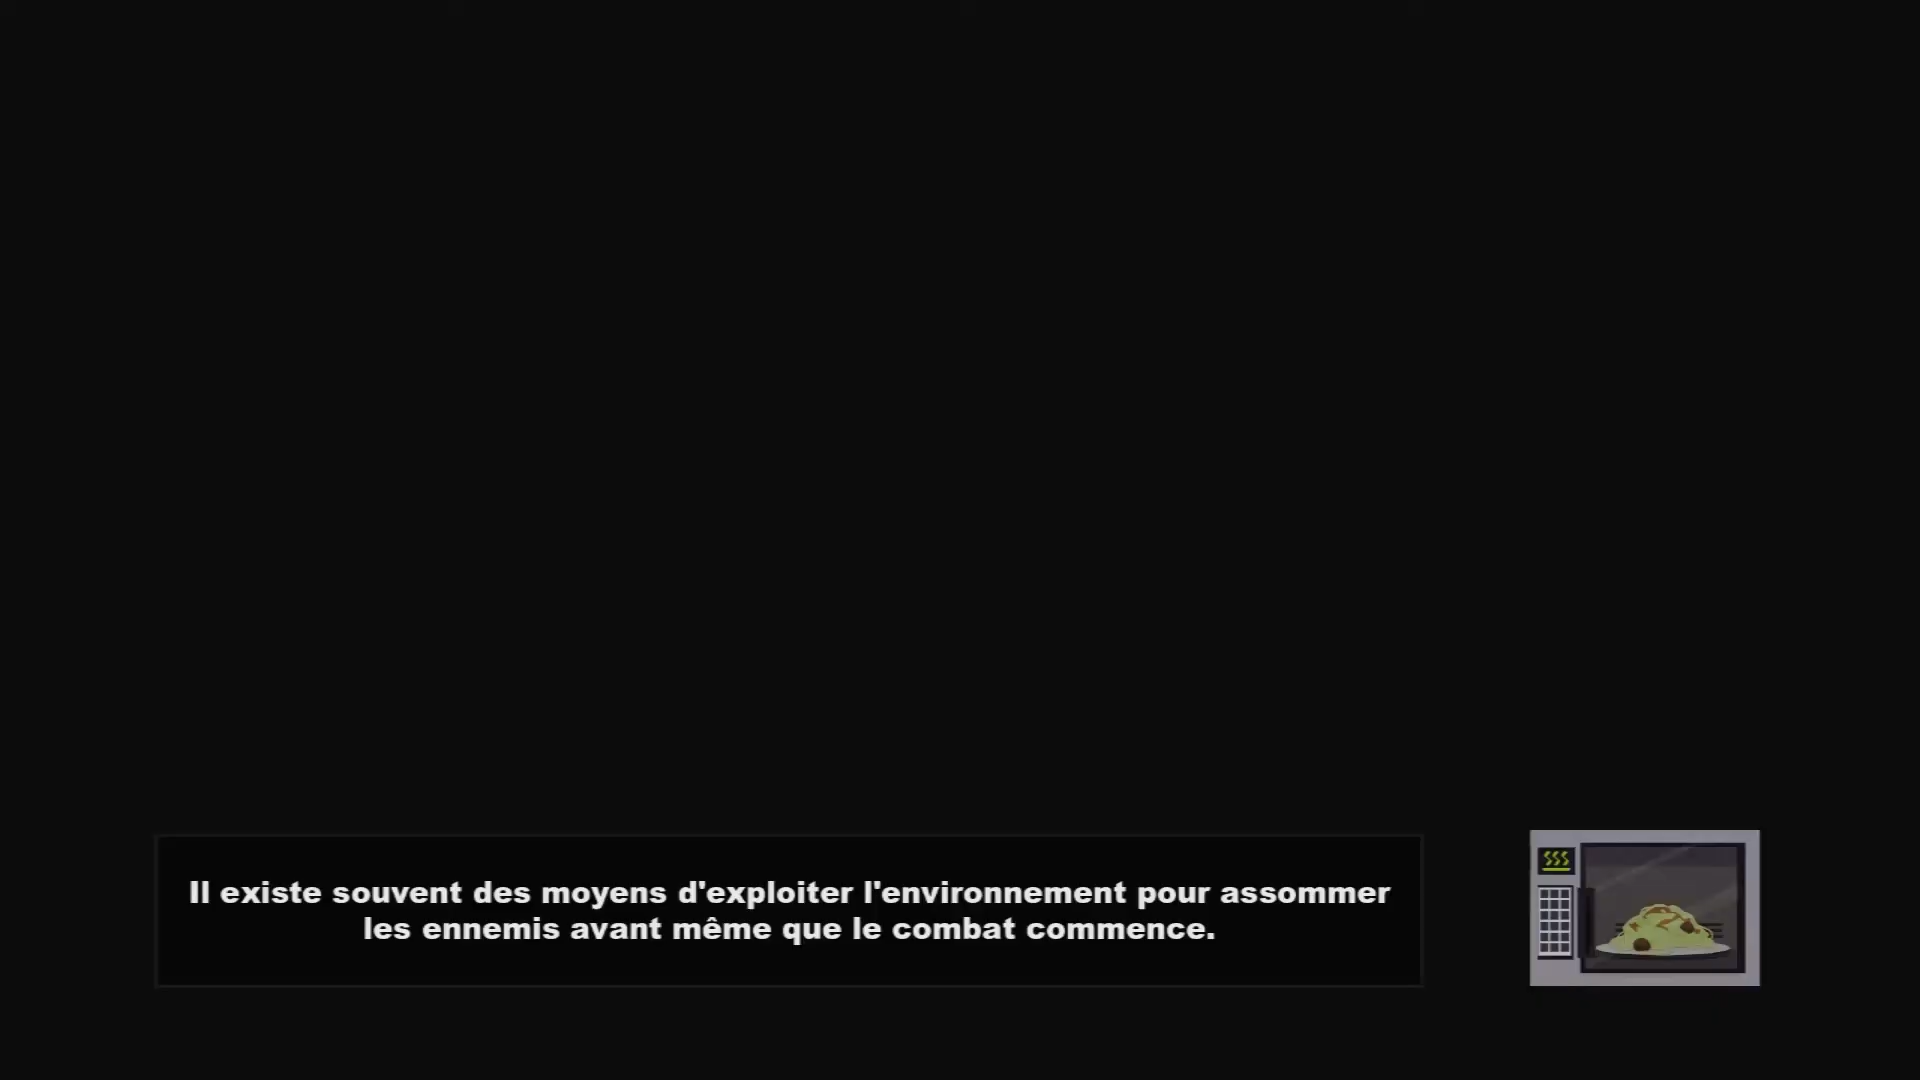 Il existe souvent des moyens d'exploiter l'environnement pour assommer
les ennemis avant même que le combat commence.